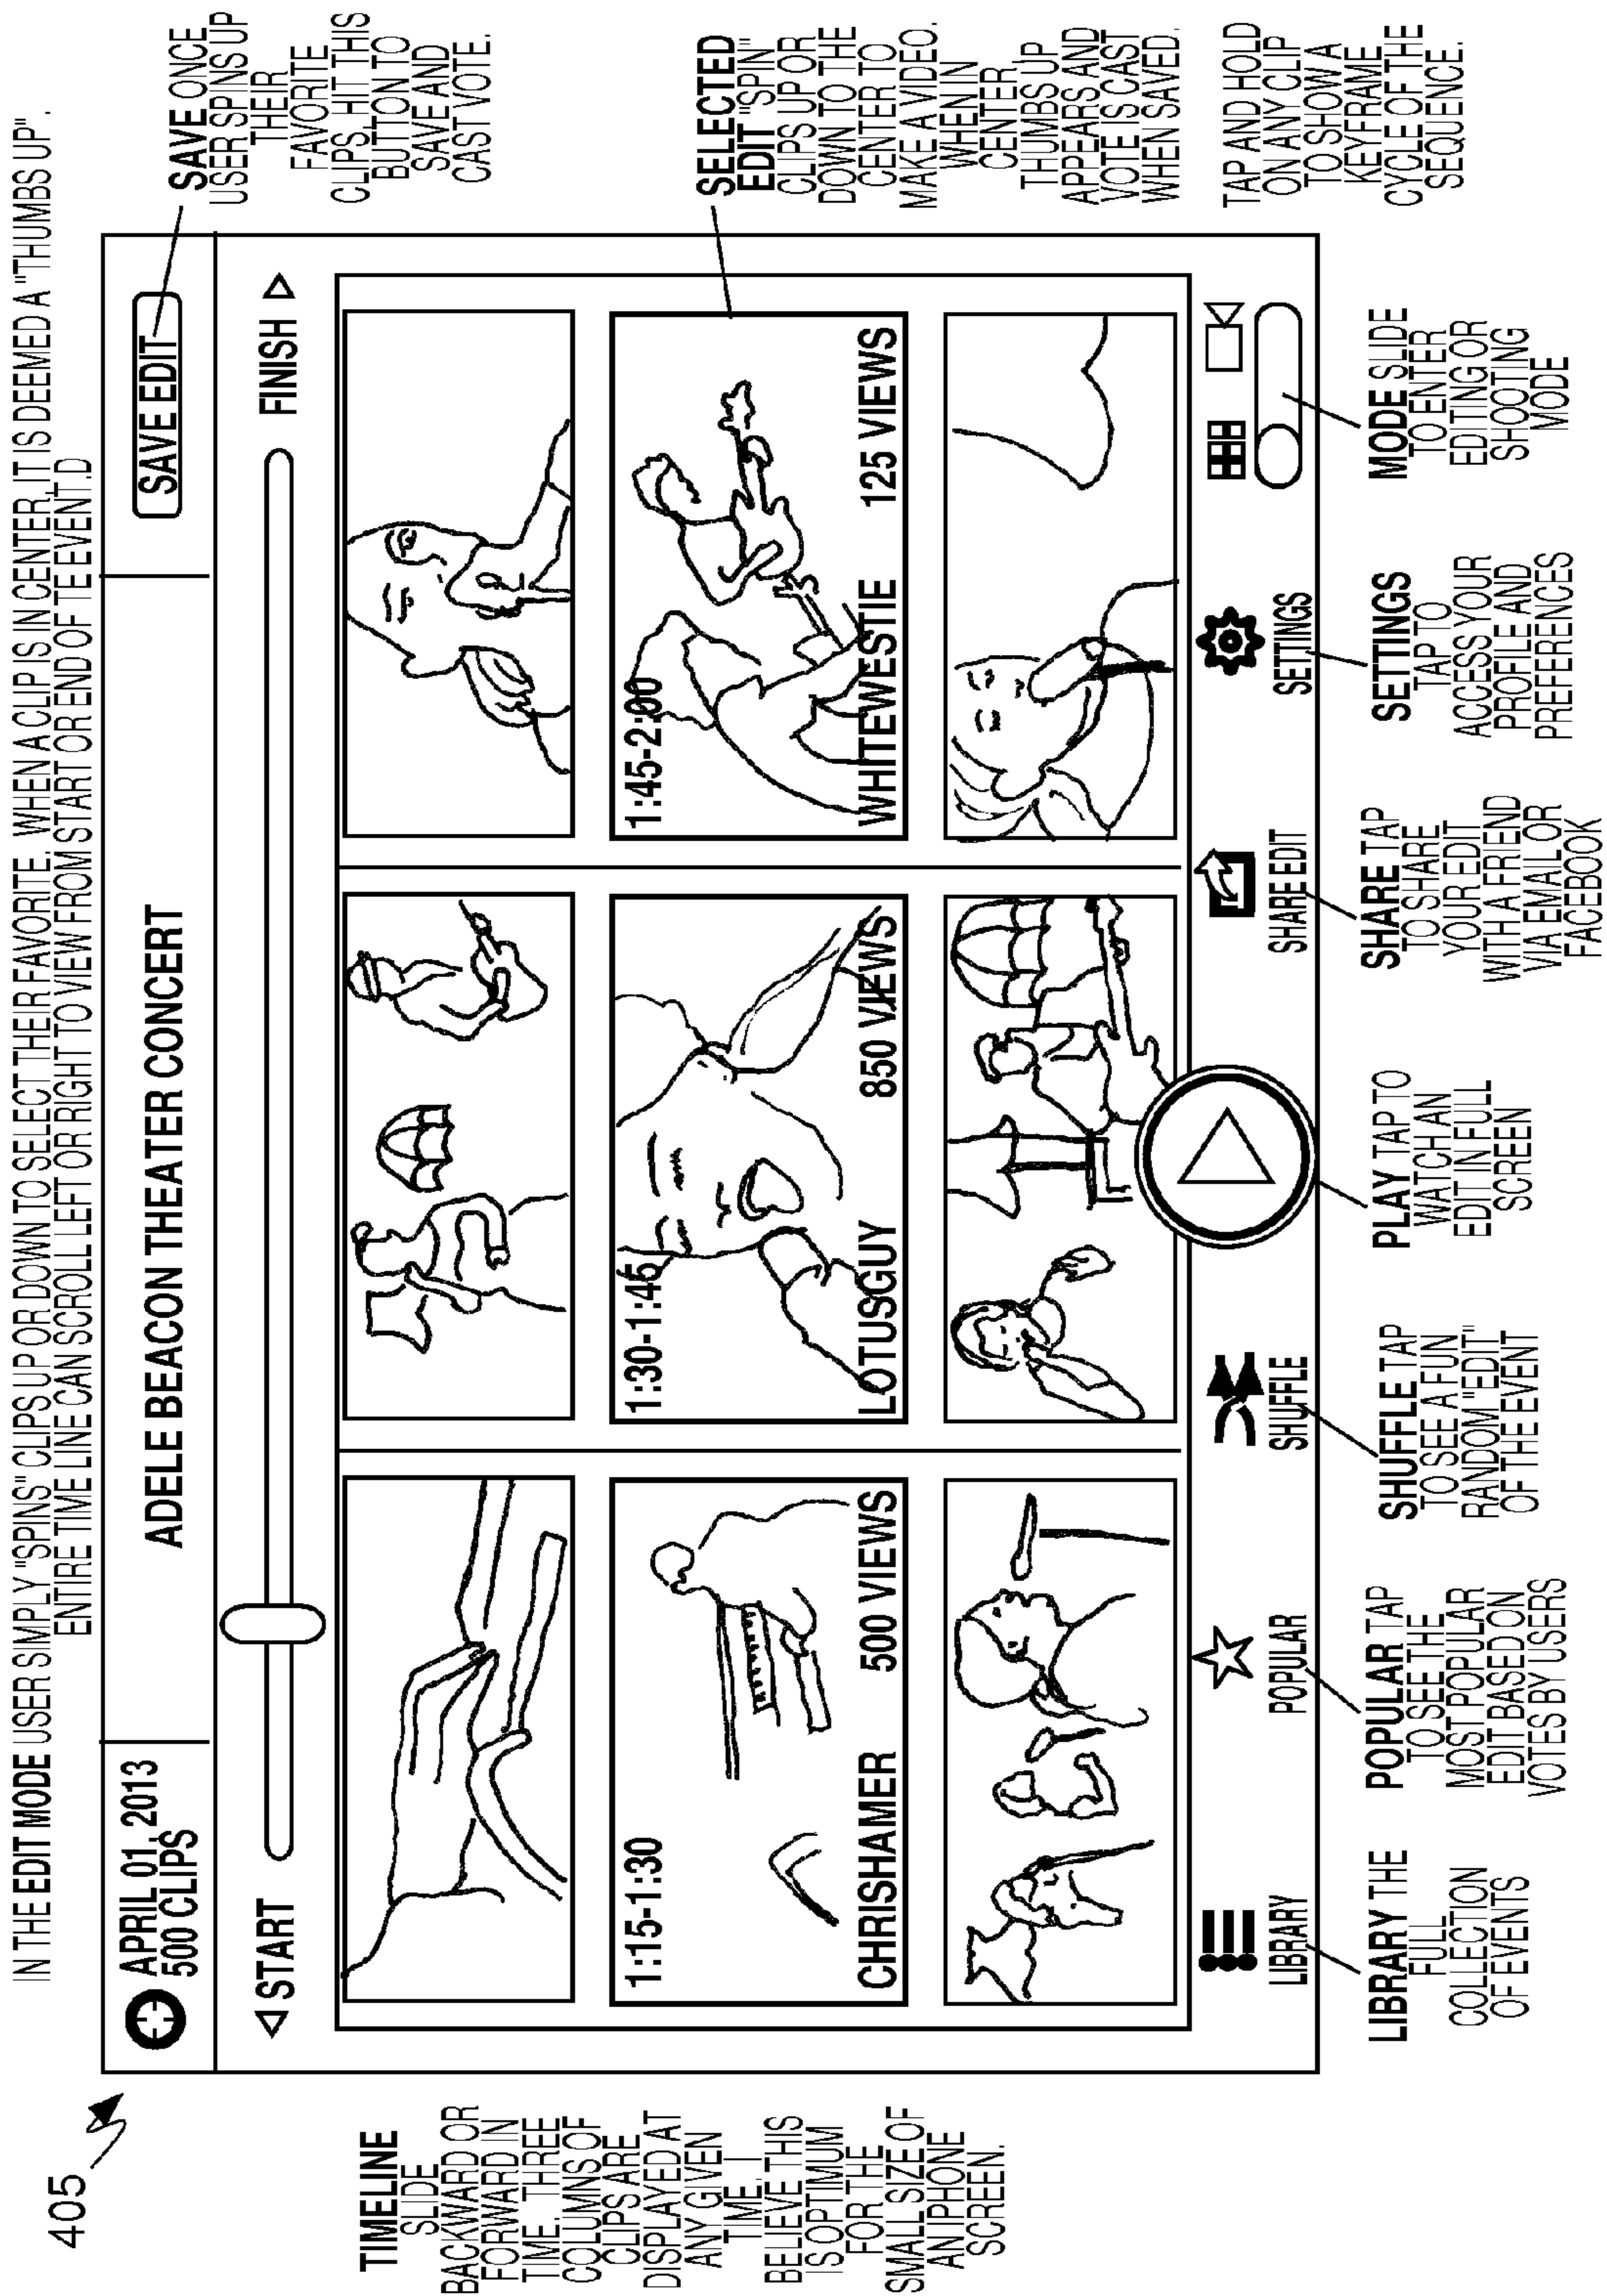 IN THE EDIT MODE USER SIMPLY "SPINS" CLIPS UP OR DOWN TO SELECT THEIR FAVORITE. WHEN A CLIP IS IN CENTER, IT IS DEEMED A "THUMBS UP".
ENTIRE TIME LINE CAN SCROLL LEFT OR RIGHT TO VIEW FROM START OR END OF TE EVENT.D
405
APRIL 01, 2013
500 CLIPS
ADELE BEACON THEATER CONCERT
SAVE EDIT
START
FINISH
SAVE ONCE
USER SPINS UP
THEIR
FAVORITE
CLIPS, HIT THIS
BUTTON TO
SAVE AND
CAST VOTE.
TIMELINE
SLIDE
BACKWARD OR
FORWARD IN
TIME. THREE
COLUMNS OF
CLIPS ARE
DISPLAYED AT
ANY GIVEN
TIME. I
BELIEVE THIS
IS OPTIMUM
FOR THE
SMALL SIZE OF
AN IPHONE
SCREEN.
1:15-1:30
CHRISHAMER
500 VIEWS
1:30-1:45
LOTUSGUY
850 VIEWS
1:45-2:00
WHITEWESTIE
125 VIEWS
SELECTED
EDIT "SPIN"
CLIPS UP OR
DOWN TO THE
CENTER TO
MAKE A VIDEO.
WHEN IN
CENTER,
THUMBS UP
APPEARS AND
VOTE IS CAST
WHEN SAVED.
TAP AND HOLD
ON ANY CLIP
TO SHOW A
KEYFRAME
CYCLE OF THE
SEQUENCE.
LIBRARY
POPULAR
SHUFFLE
SHARE EDIT
SETTINGS
LIBRARY THE
FULL
COLLECTION
OF EVENTS
POPULAR TAP
TO SEE THE
MOST POPULAR
EDIT BASED ON
VOTES BY USERS
SHUFFLE TAP
TO SEE A FUN
RANDOM "EDIT"
OF THE EVENT
PLAY TAP TO
WATCH AN
EDIT IN FULL
SCREEN
SHARE TAP
TO SHARE
YOUR EDIT
WITH A FRIEND
VIA EMAIL OR
FACEBOOK
SETTINGS
TAP TO
ACCESS YOUR
PROFILE AND
PREFFERENCES
MODE SLIDE
TO ENTER
EDITING OR
SHOOTING
MODE